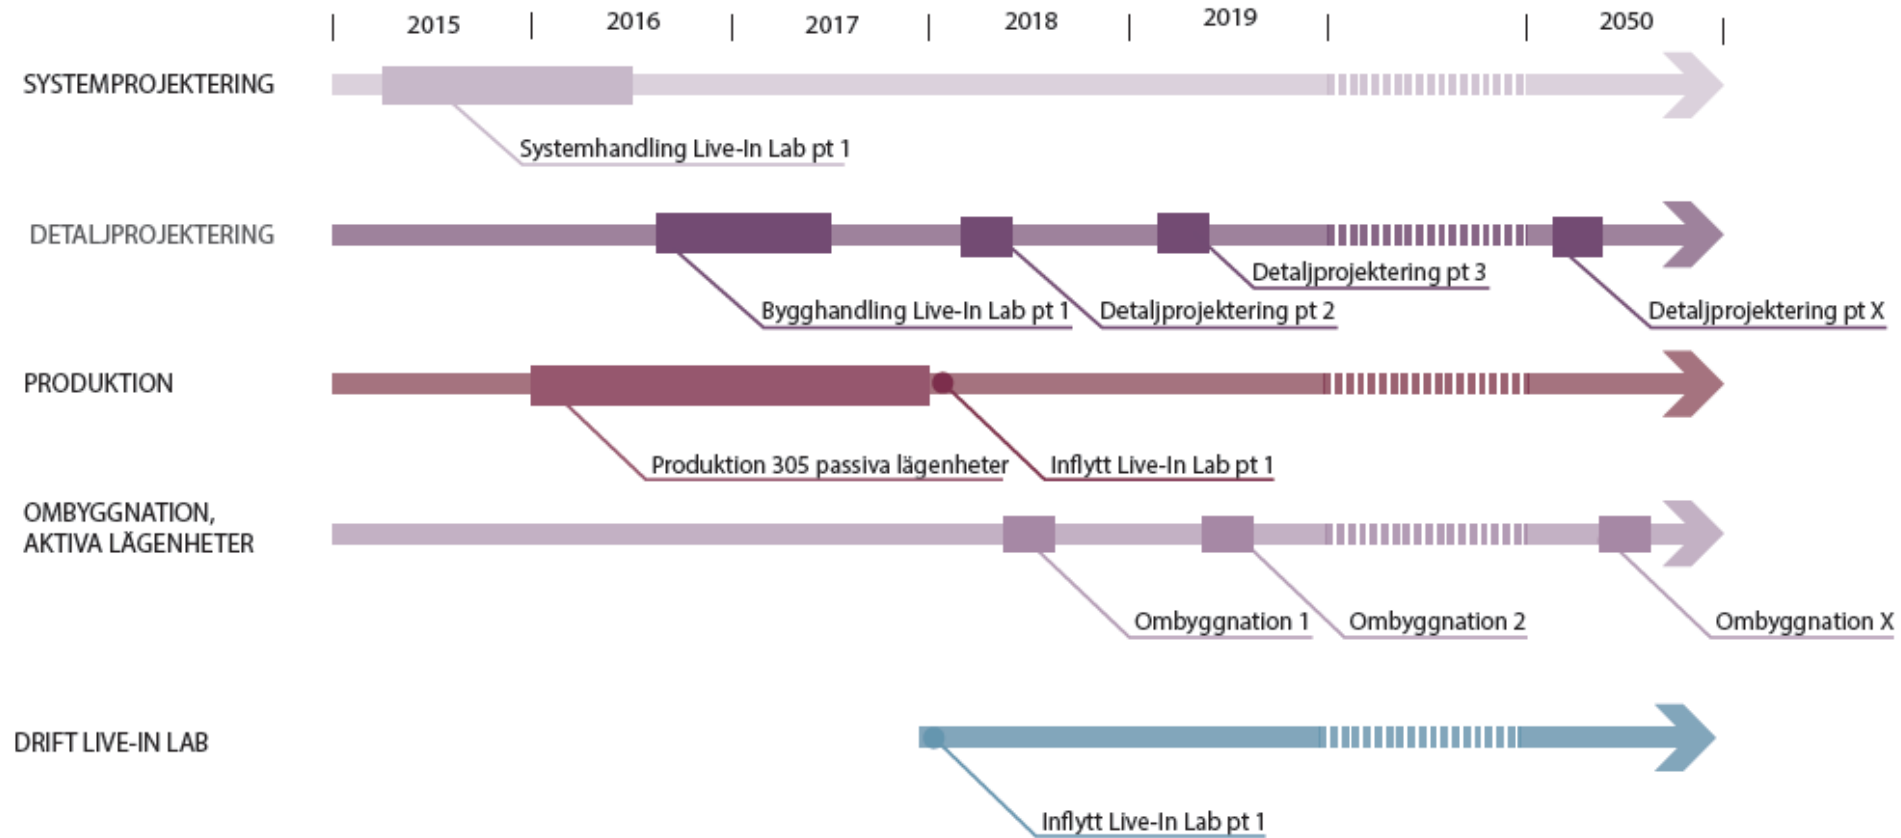 2015
2016
2017
2018
2019
2050
SYSTEMPROJEKTERING
Systemhandling Live-In Lab pt 1
DETALJPROJEKTERING
Detaljprojektering pt 3
Bygghandling Live-In Lab pt 1
Detaljprojektering pt 2
Detaljprojektering pt X
PRODUKTION
Produktion 305 passiva lägenheter
Inflytt Live-In Lab pt 1
OMBYGGNATION,
AKTIVA LÄGENHETER
Ombyggnation 1
Ombyggnation 2
Ombyggnation X
DRIFT LIVE-IN LAB
Inflytt Live-In Lab pt 1